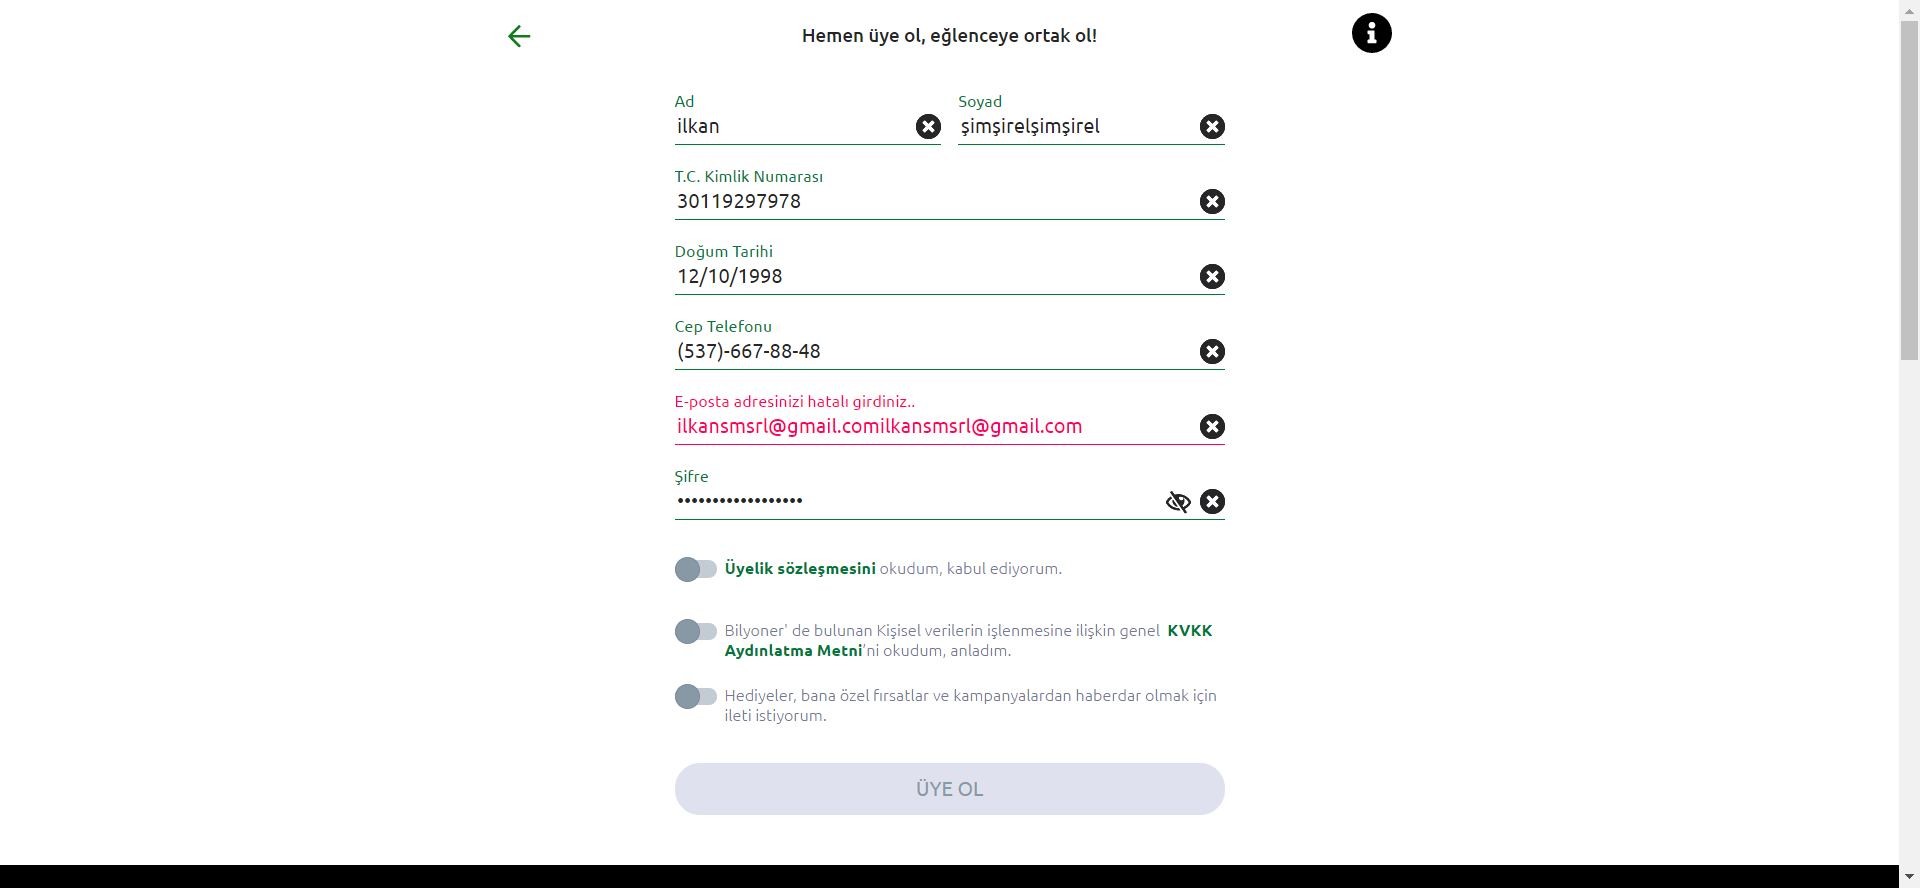 Hemen üye ol, eğlenceye ortak ol!
Ad
ilkan
Soyad
şimşirelşimşirel
T.C. Kimlik Numarası
30119297978
Doğum Tarihi
12/10/1998
Cep Telefonu
(537)-667-88-48
E-posta adresinizi hatalı girdiniz..
ilkansmsrl@gmail.comilkansmsrl@gmail.com
Şifre
••••••••••••••••••
Üyelik sözleşmesini okudum, kabul ediyorum.
Bilyoner' de bulunan Kişisel verilerin işlenmesine ilişkin genel KVKK
Aydınlatma Metni'ni okudum, anladım.
Hediyeler, bana özel fırsatlar ve kampanyalardan haberdar olmak için
ileti istiyorum.
ÜYE OL